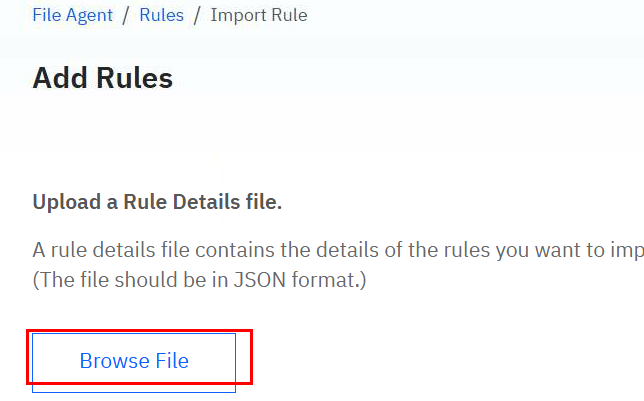 File Agent / Rules / Import Rule
Add Rules
Upload a Rule Details file.
A rule details file contains the details of the rules you want to imp
(The file should be in JSON format.)
Browse File